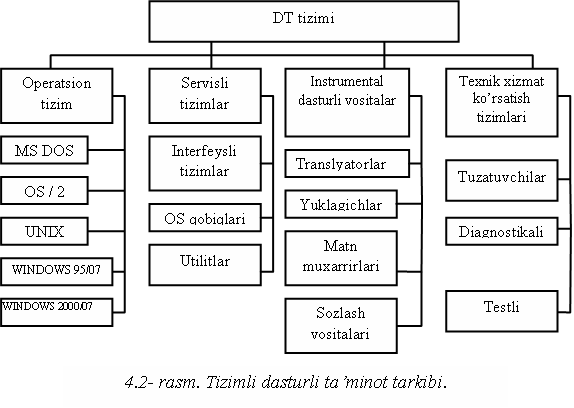 DT tizimi
Operatsion
tizim
MS DOS
OS / 2
UNIX
WINDOWS 95/07
WINDOWS 2000/07
Servisli
tizimlar
Interfeysli
tizimlar
OS qobiqlari
Utilitlar
Instrumental
dasturli vositalar
Translyatorlar
Yuklagichlar
Matn
muxarrirlari
Sozlash
vositalari
Texnik xizmat
ko’rsatish
tizimlari
Tuzatuvchilar
Diagnostikali
Testli
4.2- rasm. Tizimli dasturli ta’minot tarkibi.